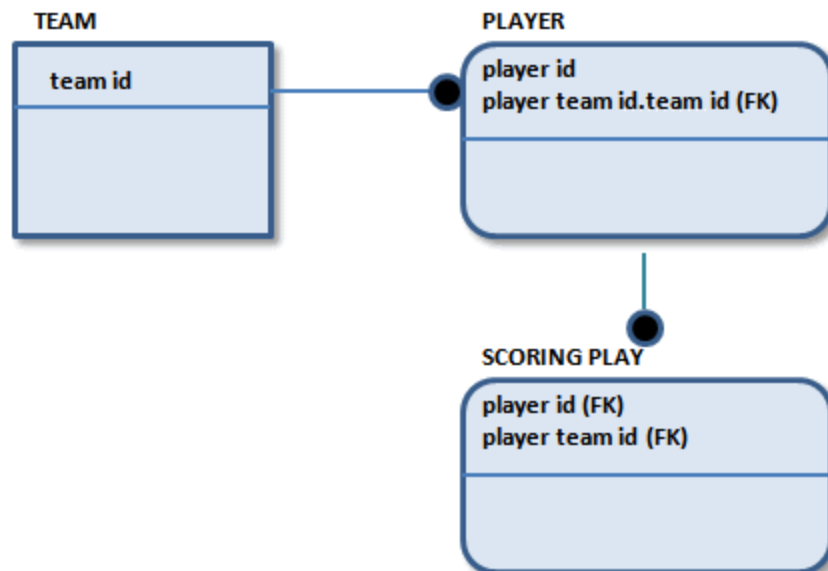 TEAM
team id
PLAYER
player id
player team id.team id (FK)
SCORING PLAY
player id (FK)
player team id (FK)